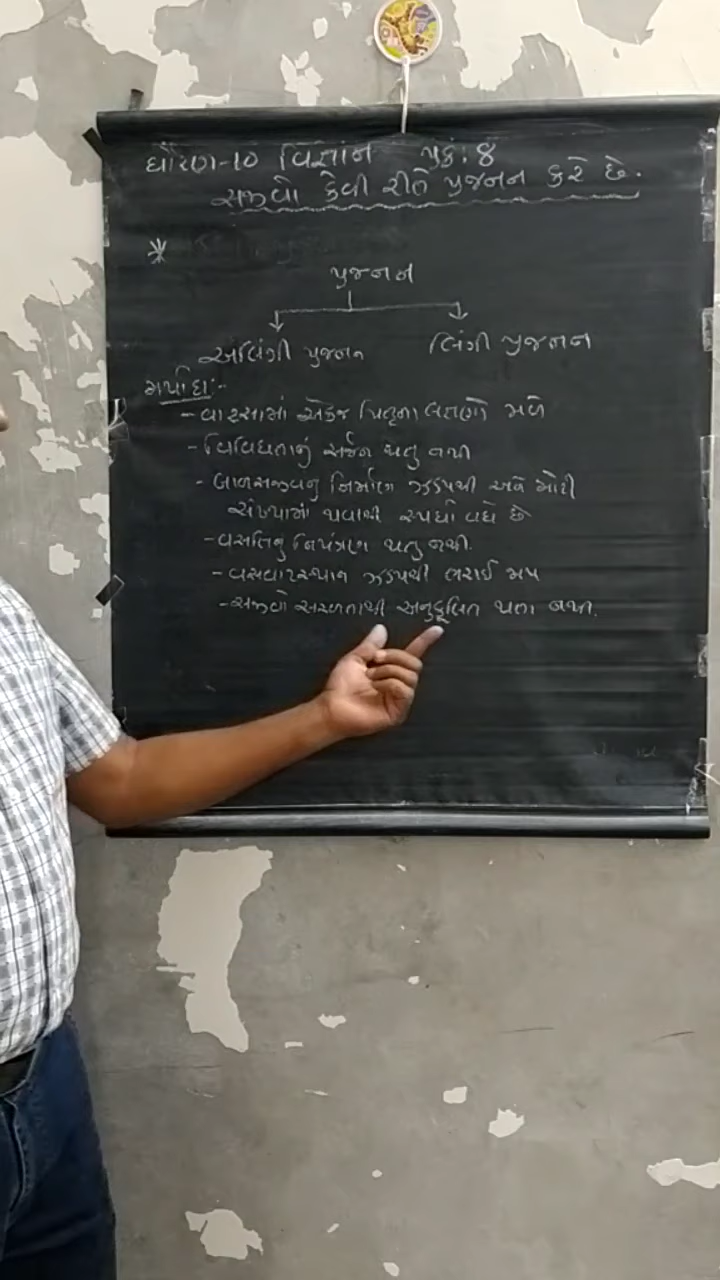 ધોરણ-10 વિજ્ઞાન પ્રક: 8
સજીવો કેવી રીતે પ્રજનન કરે છે.
પ્રજનન
અલિંગી પ્રજનન લિંગી પ્રજનન
મર્યાદા:-
- વારસામાં એકજ પિતૃના લક્ષણો મળે
- વિવિધતાનું સર્જન થતુ નથી
- બાળસજીવનુ નિર્માણ ઝડપથી અને મોટી
સંખ્યામાં થવાથી સ્પર્ધા વધે છે
- વસતિનુ નિયંત્રણ થતુ નથી.
- વસવાટસ્થાન ઝડપથી ભરાઈ જાય
- સજીવો સરળતાથી અનુકૂલિત થતા નથી.